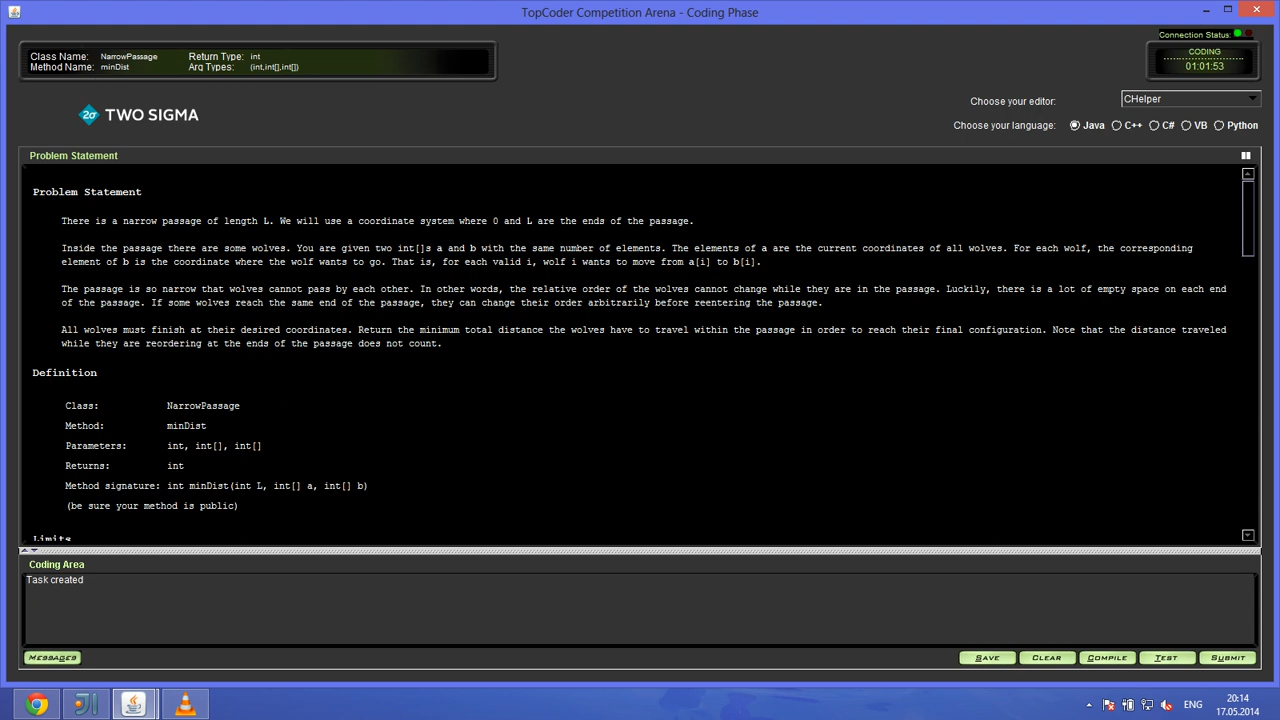 TopCoder Competition Arena - Coding Phase
Connection Status:
Class Name: NarrowPassage Return Type: int
Method Name: minDist Arg Types: (int,int[],int[])
CODING
01:01:53
2σ TWO SIGMA
Choose your editor: CHelper
Choose your language: Java C++ C# VB Python
Problem Statement
Problem Statement
There is a narrow passage of length L. We will use a coordinate system where 0 and L are the ends of the passage.
Inside the passage there are some wolves. You are given two int[]s a and b with the same number of elements. The elements of a are the current coordinates of all wolves. For each wolf, the corresponding
element of b is the coordinate where the wolf wants to go. That is, for each valid i, wolf i wants to move from a[i] to b[i].
The passage is so narrow that wolves cannot pass by each other. In other words, the relative order of the wolves cannot change while they are in the passage. Luckily, there is a lot of empty space on each end
of the passage. If some wolves reach the same end of the passage, they can change their order arbitrarily before reentering the passage.
All wolves must finish at their desired coordinates. Return the minimum total distance the wolves have to travel within the passage in order to reach their final configuration. Note that the distance traveled
while they are reordering at the ends of the passage does not count.
Definition
Class: NarrowPassage
Method: minDist
Parameters: int, int[], int[]
Returns: int
Method signature: int minDist(int L, int[] a, int[] b)
(be sure your method is public)
Limits
Coding Area
Task created
MESSAGES SAVE CLEAR COMPILE TEST SUBMIT
ENG
20:14
17.05.2014